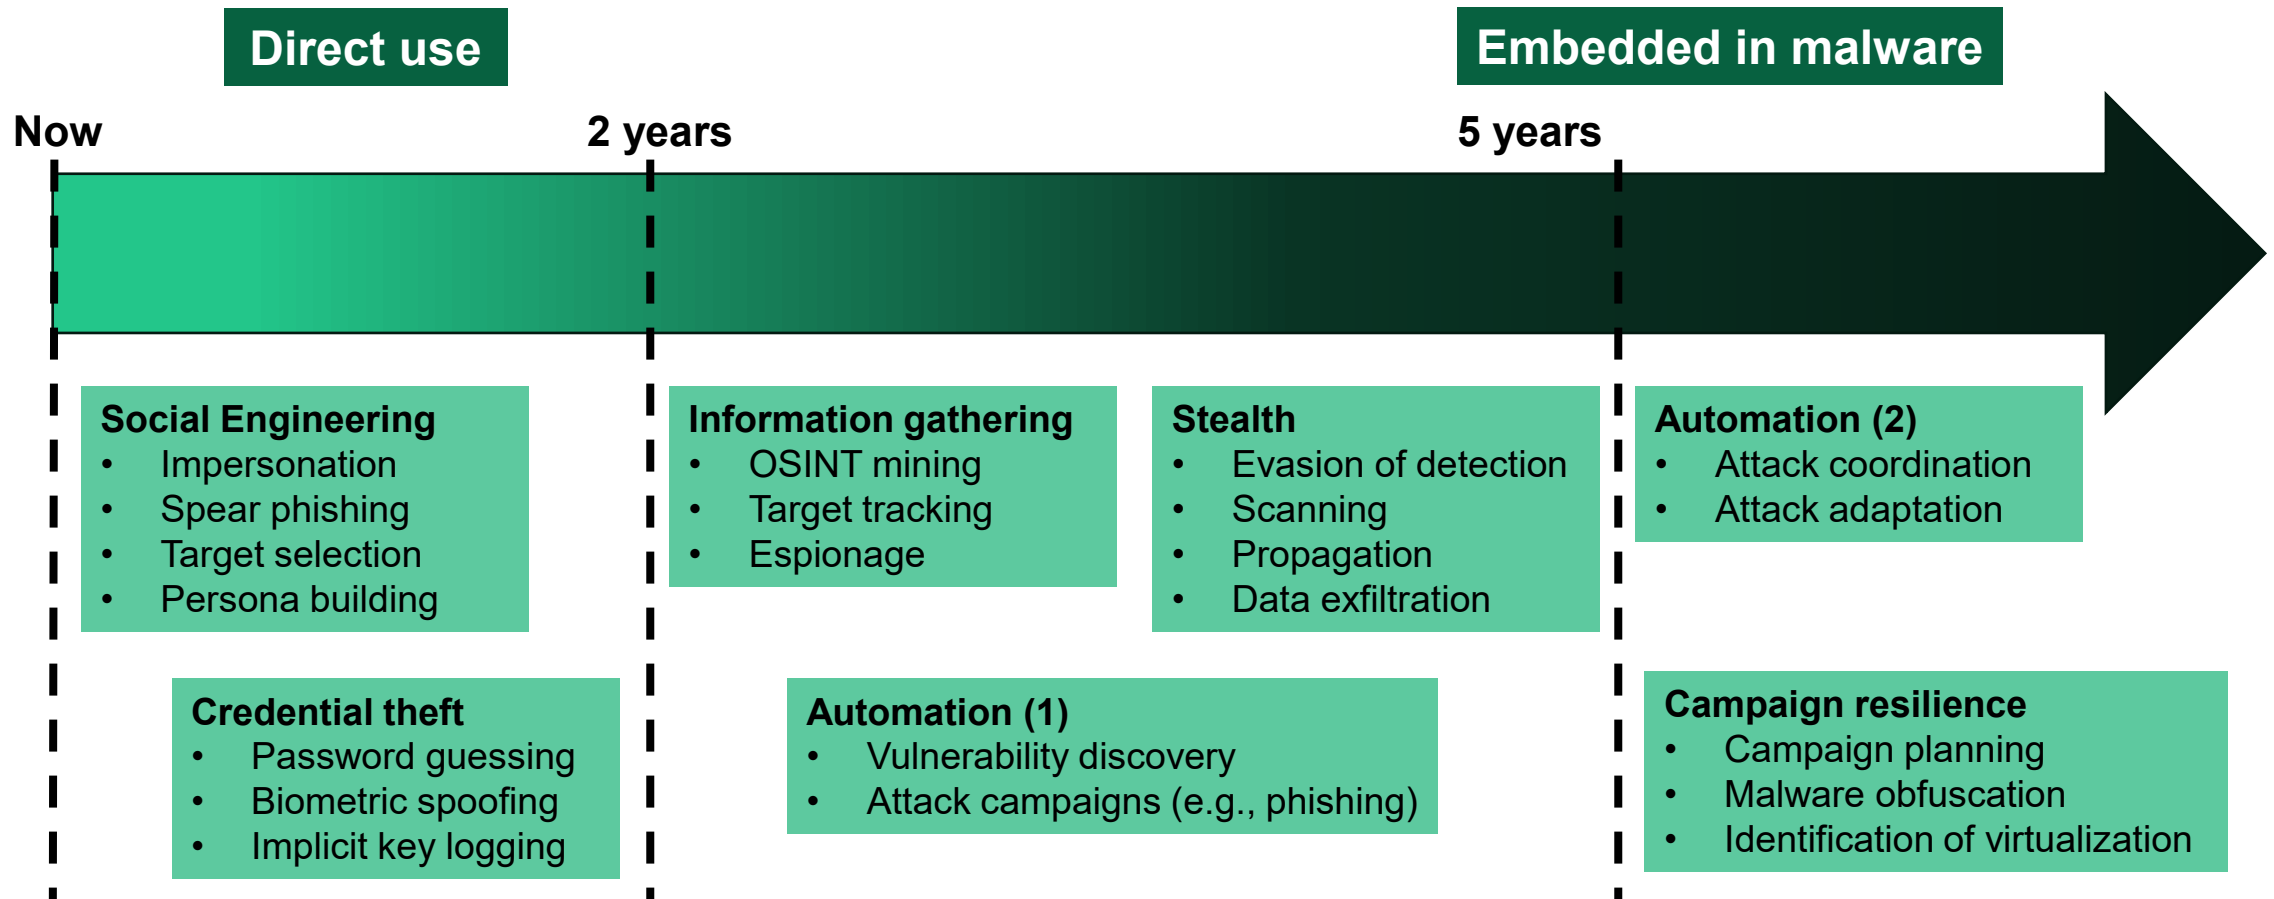 Direct use
Embedded in malware
Now
2 years
5 years
Social Engineering
• Impersonation
• Spear phishing
• Target selection
• Persona building
Information gathering
• OSINT mining
• Target tracking
• Espionage
Stealth
• Evasion of detection
• Scanning
• Propagation
• Data exfiltration
Automation (2)
• Attack coordination
• Attack adaptation
Credential theft
• Password guessing
• Biometric spoofing
• Implicit key logging
Automation (1)
• Vulnerability discovery
• Attack campaigns (e.g., phishing)
Campaign resilience
• Campaign planning
• Malware obfuscation
• Identification of virtualization